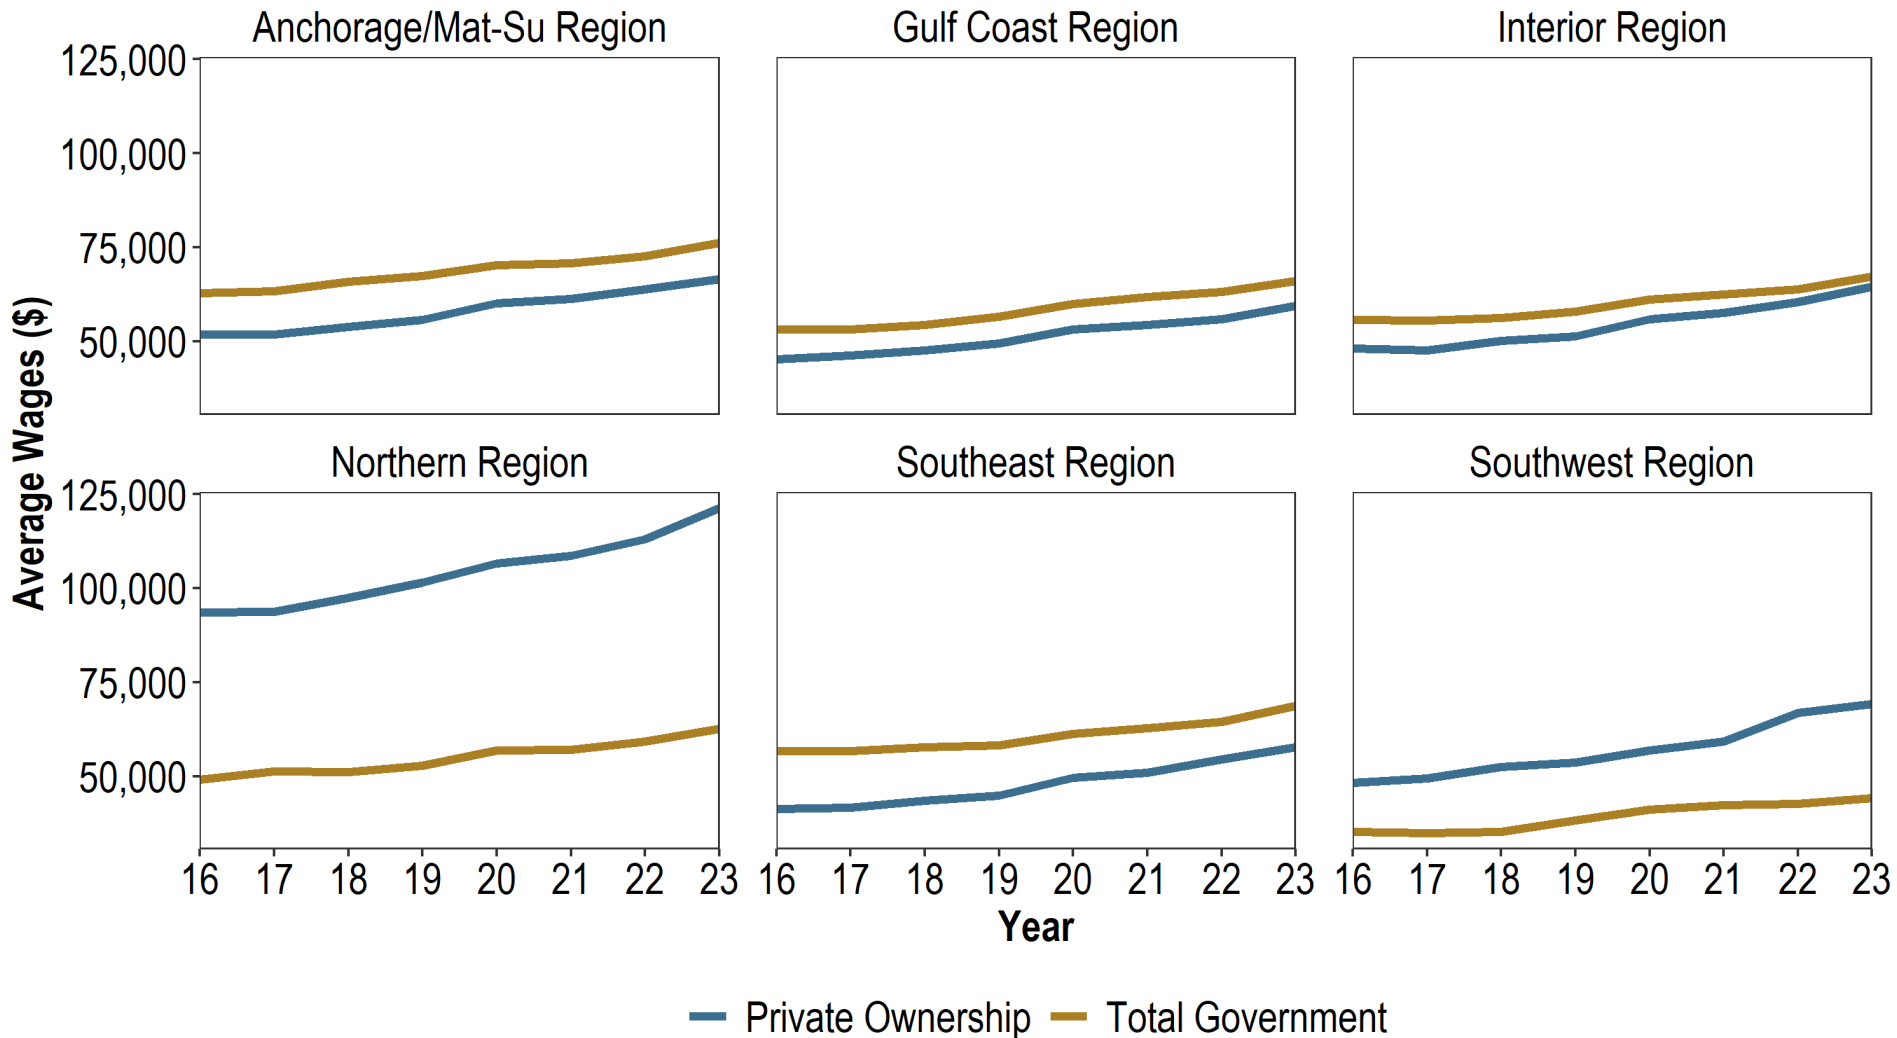 Anchorage/Mat-Su Region Gulf Coast Region Interior Region
125,000
100,000
75,000
50,000
Average Wages ($)
Northern Region Southeast Region Southwest Region
125,000
100,000
75,000
50,000
16 17 18 19 20 21 22 23 16 17 18 19 20 21 22 23 16 17 18 19 20 21 22 23
Year
Private Ownership Total Government